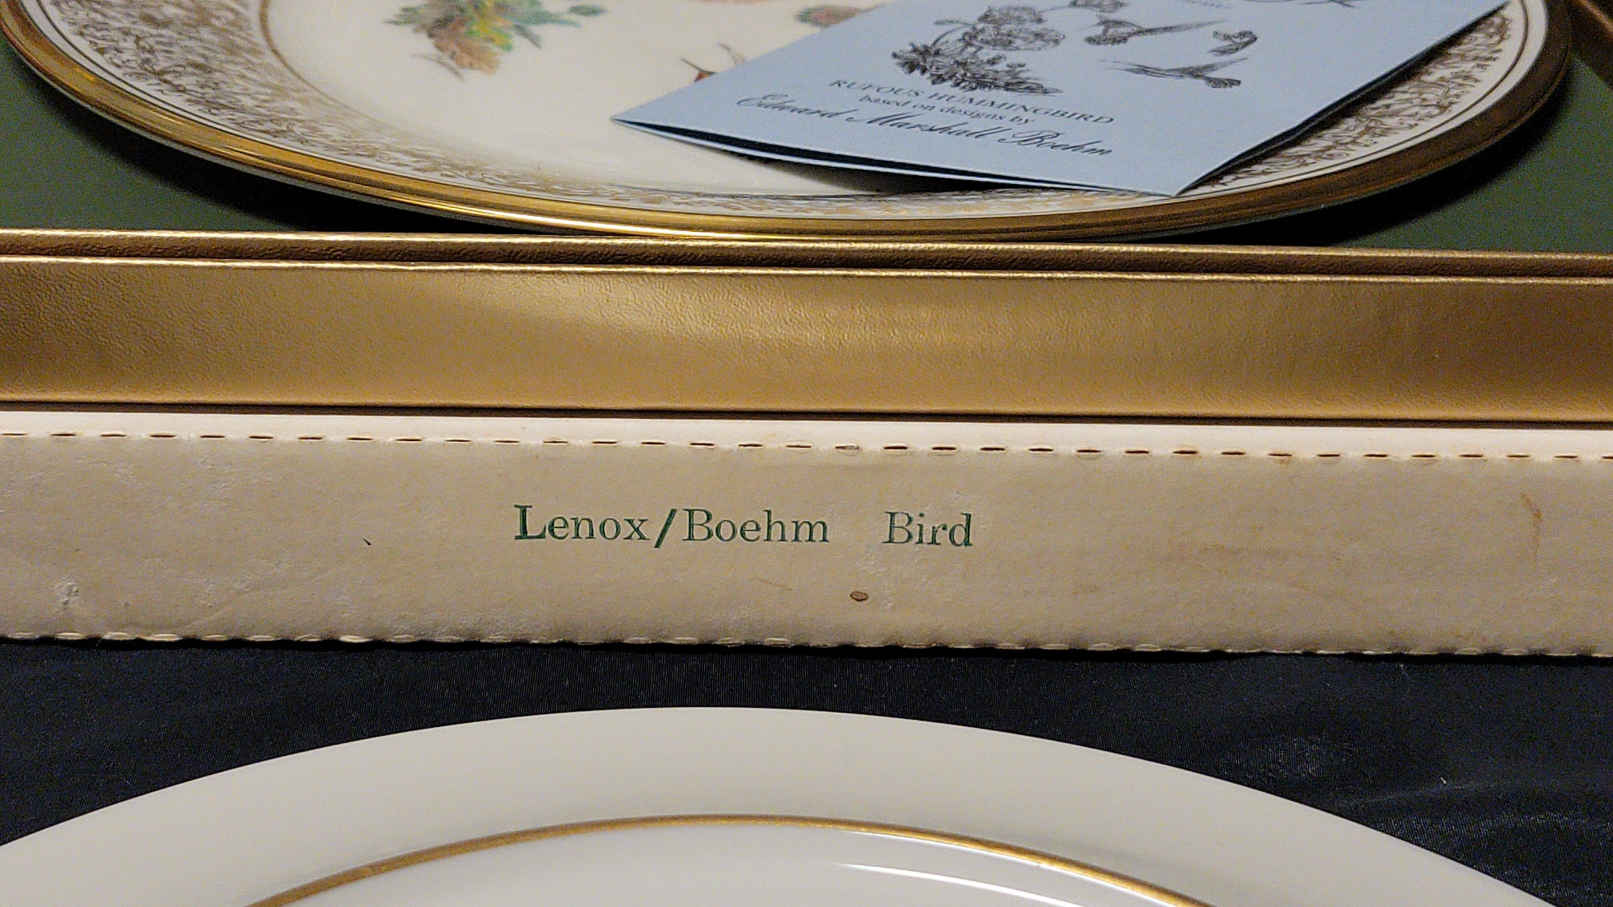 RUFOUS HUMMINGBIRD
based on designs by
Edward Marshall Boehm
Lenox/Boehm Bird